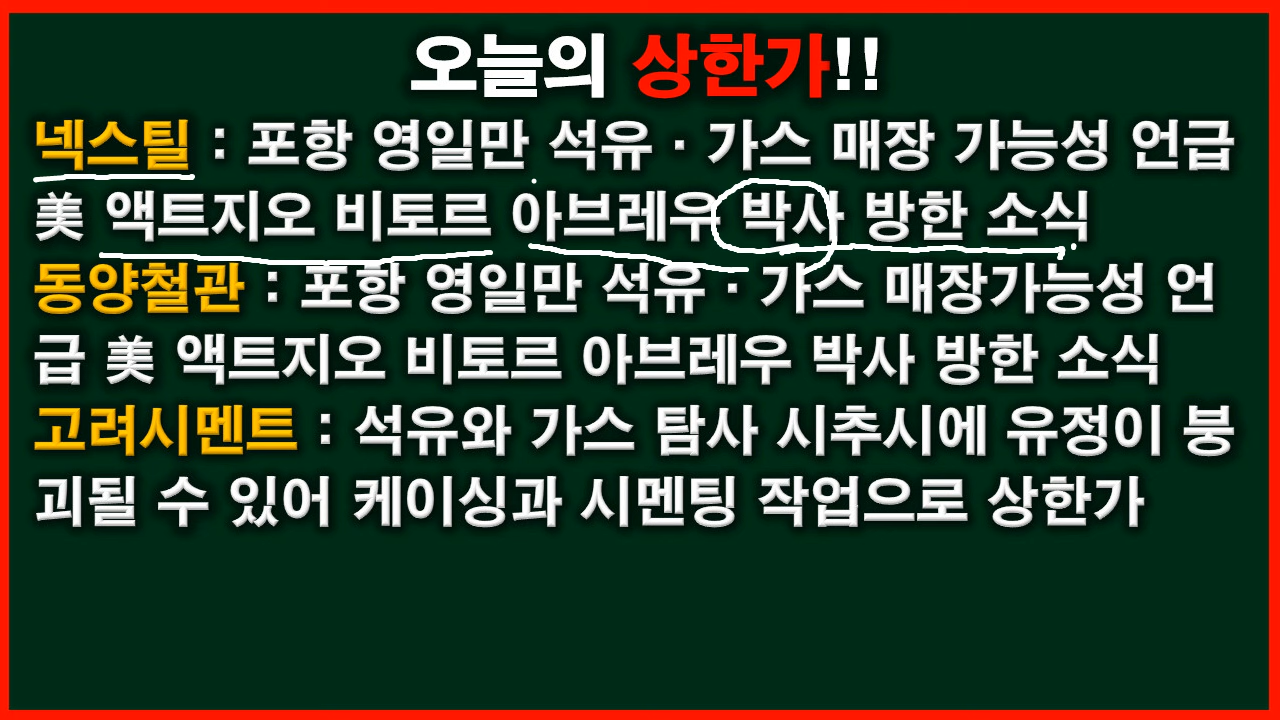 오늘의 상한가!!
넥스틸 : 포항 영일만 석유 · 가스 매장 가능성 언급
美 액트지오 비토르 아브레우 박사 방한 소식
동양철관 : 포항 영일만 석유 · 가스 매장가능성 언
급 美 액트지오 비토르 아브레우 박사 방한 소식
고려시멘트 : 석유와 가스 탐사 시추시에 유정이 붕
괴될 수 있어 케이싱과 시멘팅 작업으로 상한가